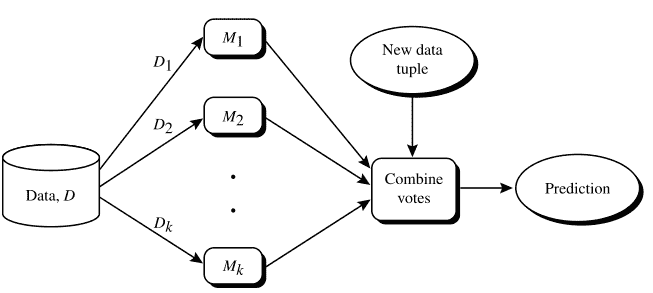 D1
M1
New data
tuple
D2
M2
Data, D
Combine
votes
Prediction
Dk
Mk